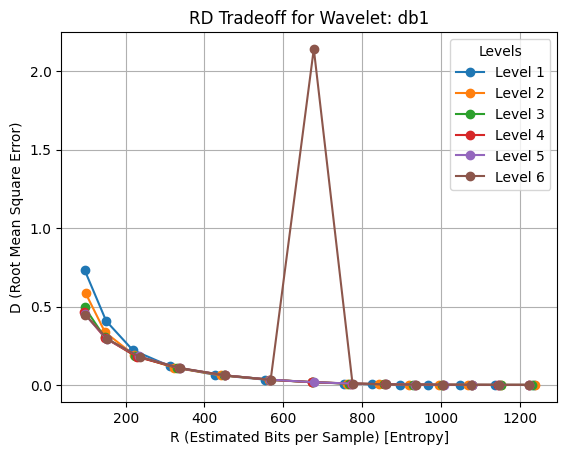 RD Tradeoff for Wavelet: db1
Levels
Level 1
Level 2
Level 3
Level 4
Level 5
Level 6
D (Root Mean Square Error)
2.0
1.5
1.0
0.5
0.0
200 400 600 800 1000 1200
R (Estimated Bits per Sample) [Entropy]